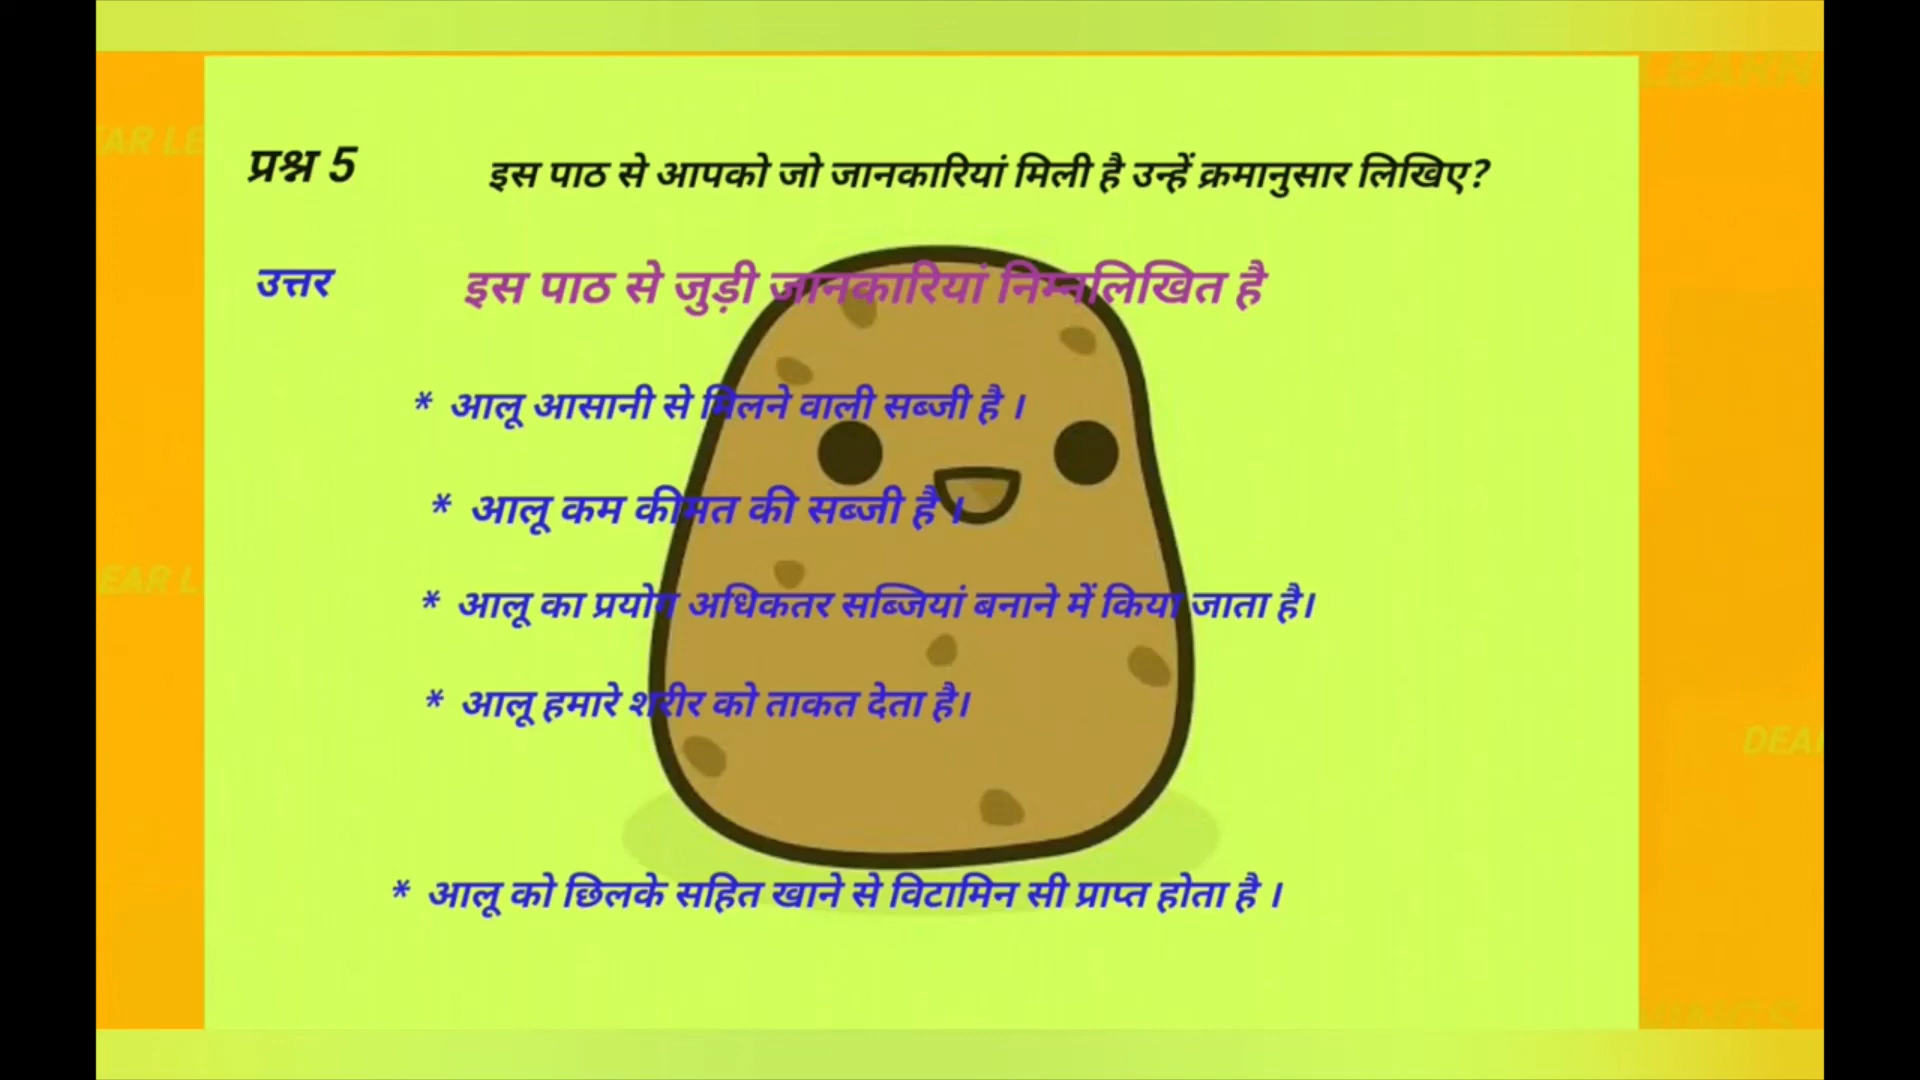 प्रश्न 5 इस पाठ से आपको जो जानकारियां मिली है उन्हें क्रमानुसार लिखिए?
उत्तर इस पाठ से जुड़ी जानकारियां निम्नलिखित है
* आलू आसानी से मिलने वाली सब्जी है ।
* आलू कम कीमत की सब्जी है ।
* आलू का प्रयोग अधिकतर सब्जियां बनाने में किया जाता है।
* आलू हमारे शरीर को ताकत देता है।
* आलू को छिलके सहित खाने से विटामिन सी प्राप्त होता है ।